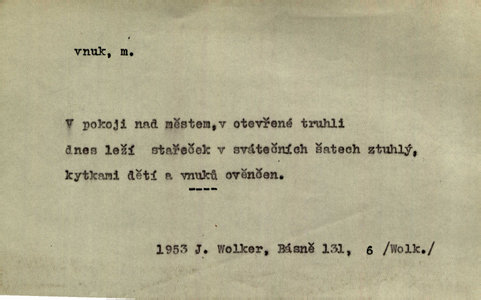 vnuk, m.
V pokoji nad městem, v otevřené truhli
dnes leží stařeček v svátečních šatech ztuhlý,
kytkami dětí a vnuků ověnčen.
1953 J. Wolker, Básně 131, 6 /Wolk./